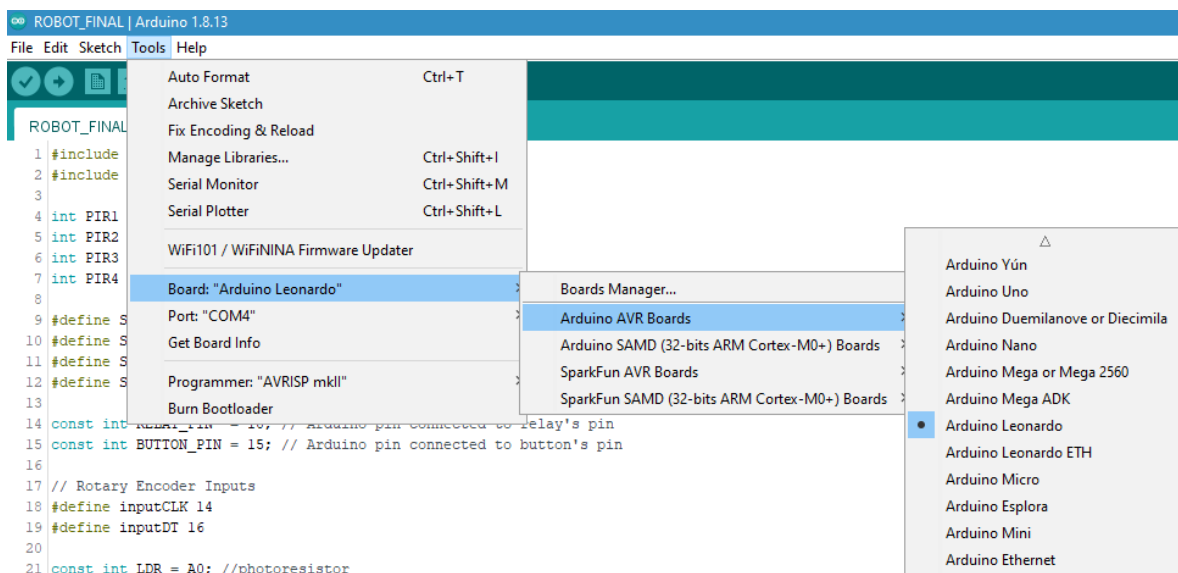 ROBOT_FINAL | Arduino 1.8.13
File Edit Sketch Tools Help
Auto Format Ctrl+T
Archive Sketch
Fix Encoding & Reload
Manage Libraries... Ctrl+Shift+I
Serial Monitor Ctrl+Shift+M
Serial Plotter Ctrl+Shift+L
WiFi101 / WiFiNINA Firmware Updater
Board: "Arduino Leonardo"
Port: "COM4"
Get Board Info
Programmer: "AVRISP mkII"
Burn Bootloader
Boards Manager...
Arduino AVR Boards
Arduino SAMD (32-bits ARM Cortex-M0+) Boards
SparkFun AVR Boards
SparkFun SAMD (32-bits ARM Cortex-M0+) Boards
Arduino Yún
Arduino Uno
Arduino Duemilanove or Diecimila
Arduino Nano
Arduino Mega or Mega 2560
Arduino Mega ADK
Arduino Leonardo
Arduino Leonardo ETH
Arduino Micro
Arduino Esplora
Arduino Mini
Arduino Ethernet
ROBOT_FINAL
1 #include
2 #include
3
4 int PIR1
5 int PIR2
6 int PIR3
7 int PIR4
8
9 #define S
10 #define S
11 #define S
12 #define S
13
14 const int RELAY_PIN = 10; // Arduino pin connected to relay's pin
15 const int BUTTON_PIN = 15; // Arduino pin connected to button's pin
16
17 // Rotary Encoder Inputs
18 #define inputCLK 14
19 #define inputDT 16
20
21 const int LDR = A0; //photoresistor